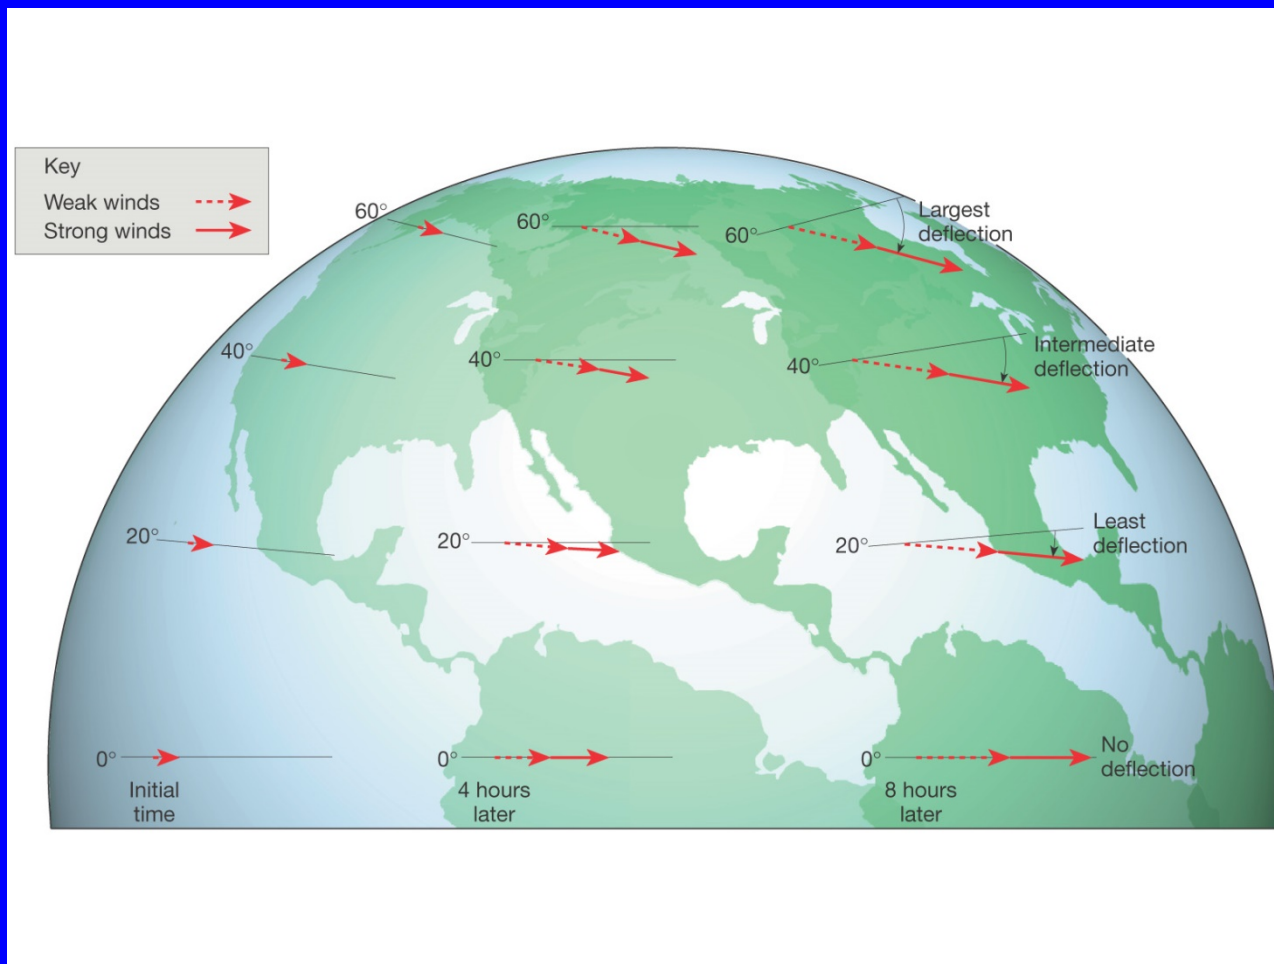 Key
Weak winds
Strong winds
60°
60°
60°
Largest
deflection
40°
40°
40°
Intermediate
deflection
20°
20°
20°
Least
deflection
0°
0°
0°
No
deflection
Initial
time
4 hours
later
8 hours
later